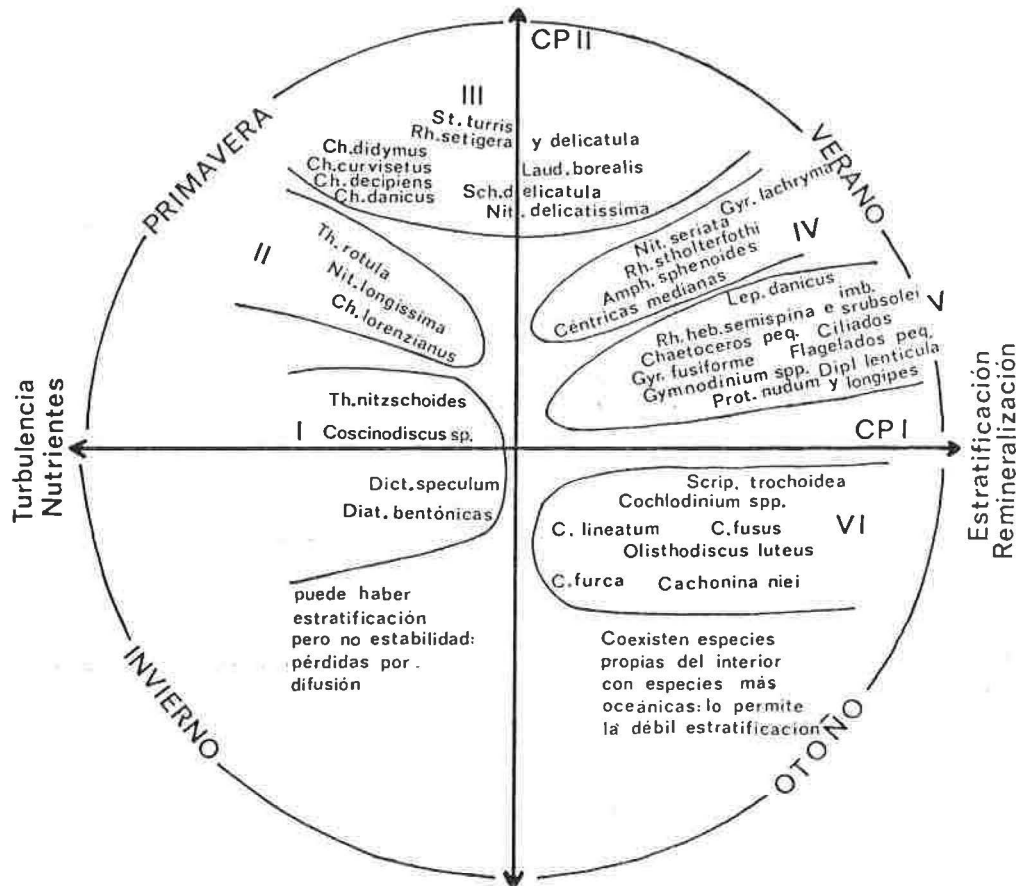 CP II
PRIMAVERA
VERANO
III
St. turris
Rh. setigera y delicatula
Ch. didymus
Ch. curvisetus
Ch. decipiens
Ch. danicus
Laud. borealis
Sch. delicatula
Nit. delicatissima
II
Th. rotula
Nit. longissima
Ch. lorenzianus
IV
Gyr. lachryma
Nit. seriata
Rh. stholterfothi
Amph. sphenoides
Céntricas medianas
V
Lep. danicus
Rh. heb. semispina e imb. srubsolei
Chaetoceros peq. Ciliados
Gyr. fusiforme Flagelados peq.
Gymnodinium spp. Dipl lenticula
Prot. nudum y longipes
Turbulencia
Nutrientes
I
Th. nitzschoides
Coscinodiscus sp.
Dict. speculum
Diat. bentónicas
CP I
Estratificación
Remineralización
VI
Scrip. trochoidea
Cochlodinium spp.
C. lineatum C. fusus
Olisthodiscus luteus
C. furca Cachonina niei
puede haber
estratificación
pero no estabilidad:
pérdidas por
difusión
Coexisten especies
propias del interior
con especies más
oceánicas: lo permite
la débil estratificacion
INVIERNO
OTOÑO